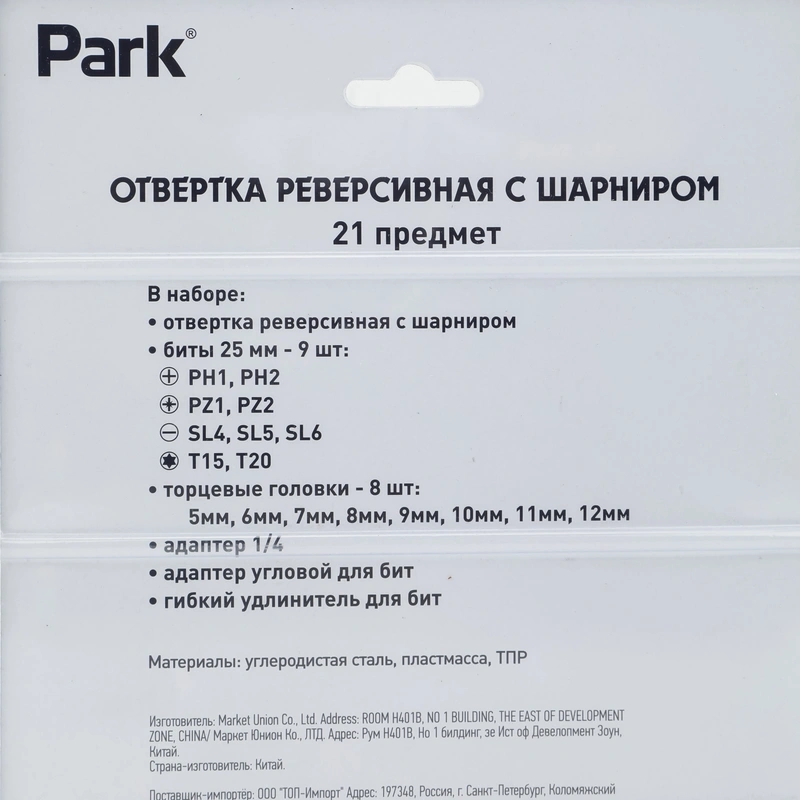 Park®
ОТВЕРТКА РЕВЕРСИВНАЯ С ШАРНИРОМ
21 предмет
В наборе:
• отвертка реверсивная с шарниром
• биты 25 мм - 9 шт:
PH1, PH2
PZ1, PZ2
SL4, SL5, SL6
T15, T20
• торцевые головки - 8 шт:
5мм, 6мм, 7мм, 8мм, 9мм, 10мм, 11мм, 12мм
• адаптер 1/4
• адаптер угловой для бит
• гибкий удлинитель для бит
Материалы: углеродистая сталь, пластмасса, ТПР
Изготовитель: Market Union Co., Ltd. Address: ROOM H401B, NO 1 BUILDING, THE EAST OF DEVELOPMENT
ZONE, CHINA/ Маркет Юнион Ко., ЛТД. Адрес: Рум H401B, Но 1 билдинг, зе Ист оф Девелопмент Зоун,
Китай.
Страна-изготовитель: Китай.
Поставщик-импортёр: ООО "ТОП-Импорт" Адрес: 197348, Россия, г. Санкт-Петербург, Коломяжский